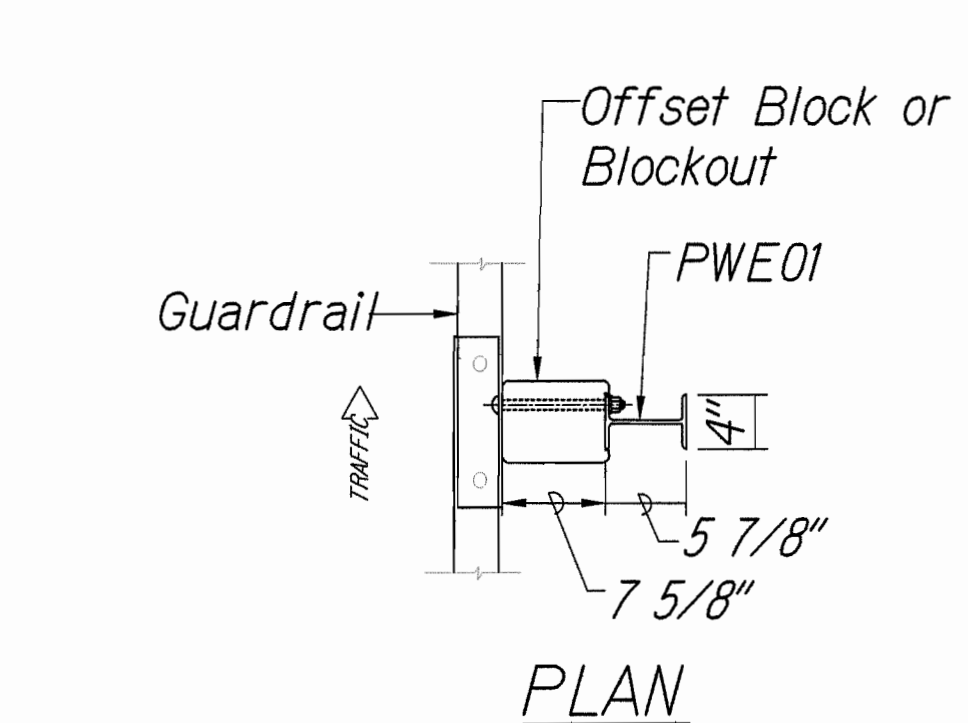 Offset Block or
Blockout
PWE01
Guardrail
TRAFFIC
4"
5 7/8"
7 5/8"
PLAN